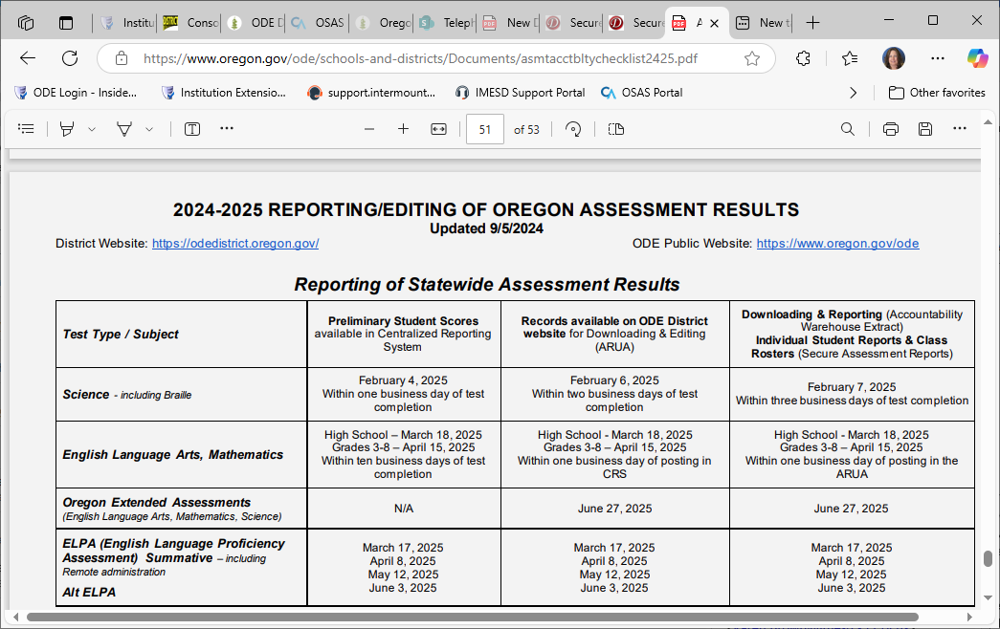 Institu
Conso
ODE D
OSAS
Orego
Teleph
New D
Secure
Secure
A
New t
https://www.oregon.gov/ode/schools-and-districts/Documents/asmtacctbltychecklist2425.pdf
ODE Login - Inside...
Institution Extensio...
support.intermount...
IMESD Support Portal
OSAS Portal
Other favorites
51 of 53
2024-2025 REPORTING/EDITING OF OREGON ASSESSMENT RESULTS
Updated 9/5/2024
District Website: https://odedistrict.oregon.gov/
ODE Public Website: https://www.oregon.gov/ode
Reporting of Statewide Assessment Results
Test Type / Subject
Preliminary Student Scores
available in Centralized Reporting
System
Records available on ODE District
website for Downloading & Editing
(ARUA)
Downloading & Reporting (Accountability
Warehouse Extract)
Individual Student Reports & Class
Rosters (Secure Assessment Reports)
Science - including Braille
February 4, 2025
Within one business day of test
completion
February 6, 2025
Within two business days of test
completion
February 7, 2025
Within three business days of test completion
English Language Arts, Mathematics
High School – March 18, 2025
Grades 3-8 – April 15, 2025
Within ten business days of test
completion
High School - March 18, 2025
Grades 3-8 – April 15, 2025
Within one business day of posting in
CRS
High School - March 18, 2025
Grades 3-8 – April 15, 2025
Within one business day of posting in the
ARUA
Oregon Extended Assessments
(English Language Arts, Mathematics, Science)
N/A
June 27, 2025
June 27, 2025
ELPA (English Language Proficiency
Assessment) Summative – including
Remote administration
Alt ELPA
March 17, 2025
April 8, 2025
May 12, 2025
June 3, 2025
March 17, 2025
April 8, 2025
May 12, 2025
June 3, 2025
March 17, 2025
April 8, 2025
May 12, 2025
June 3, 2025